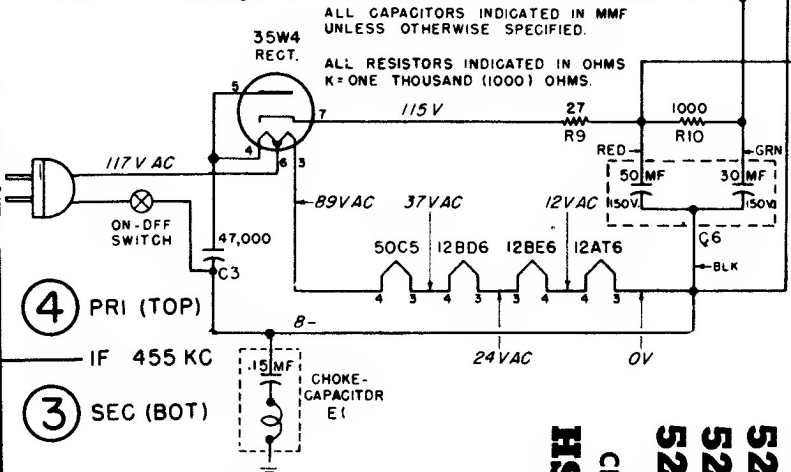 ALL CAPACITORS INDICATED IN MMF
UNLESS OTHERWISE SPECIFIED.
ALL RESISTORS INDICATED IN OHMS
K=ONE THOUSAND (1000) OHMS.
35W4
RECT.
5
7
4
6
3
115 V
27
R9
1000
R10
RED
GRN
50 MF
150V.
30 MF
150V.
C6
BLK
117 V AC
ON-OFF
SWITCH
47,000
C3
89VAC
37VAC
12VAC
50C5
12BD6
12BE6
12AT6
4 3
4 3
3 4
4 3
24VAC
0V
B-
4 PRI (TOP)
IF 455 KC
3 SEC (BOT)
.15 MF
CHOKE-
CAPACITOR
E1
52
52
52
HS